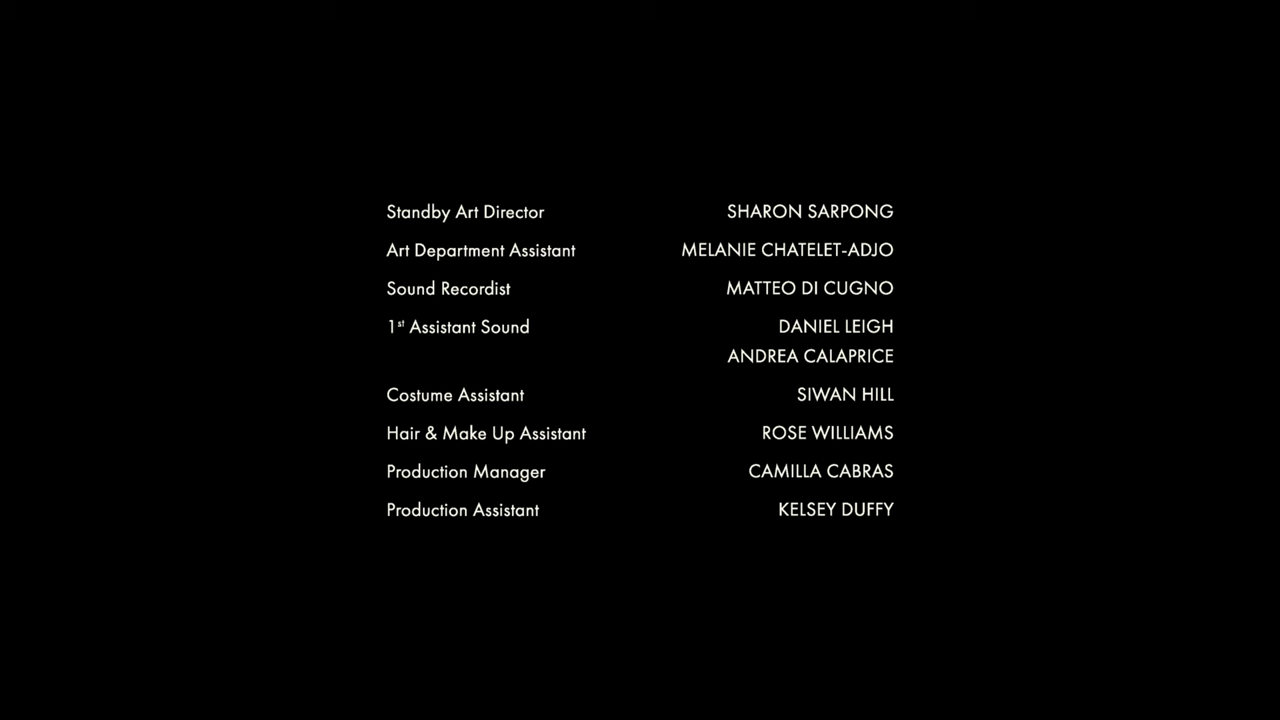 Standby Art Director SHARON SARPONG
Art Department Assistant MELANIE CHATELET-ADJO
Sound Recordist MATTEO DI CUGNO
1st Assistant Sound DANIEL LEIGH
ANDREA CALAPRICE
Costume Assistant SIWAN HILL
Hair & Make Up Assistant ROSE WILLIAMS
Production Manager CAMILLA CABRAS
Production Assistant KELSEY DUFFY